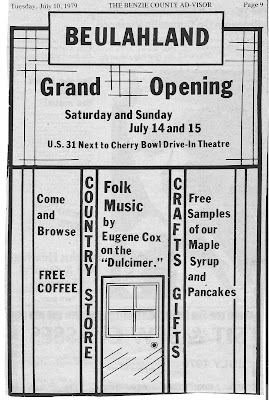 Tuesday, July 10, 1979 THE BENZIE COUNTY AD-VISOR Page 9
BEULAHLAND
Grand Opening
Saturday and Sunday
July 14 and 15
U.S. 31 Next to Cherry Bowl Drive-In Theatre
Come
and
Browse
FREE
COFFEE
COUNTRY STORE
Folk
Music
by
Eugene Cox
on the
"Dulcimer."
CRAFTS GIFTS
Free
Samples
of our
Maple
Syrup
and
Pancakes